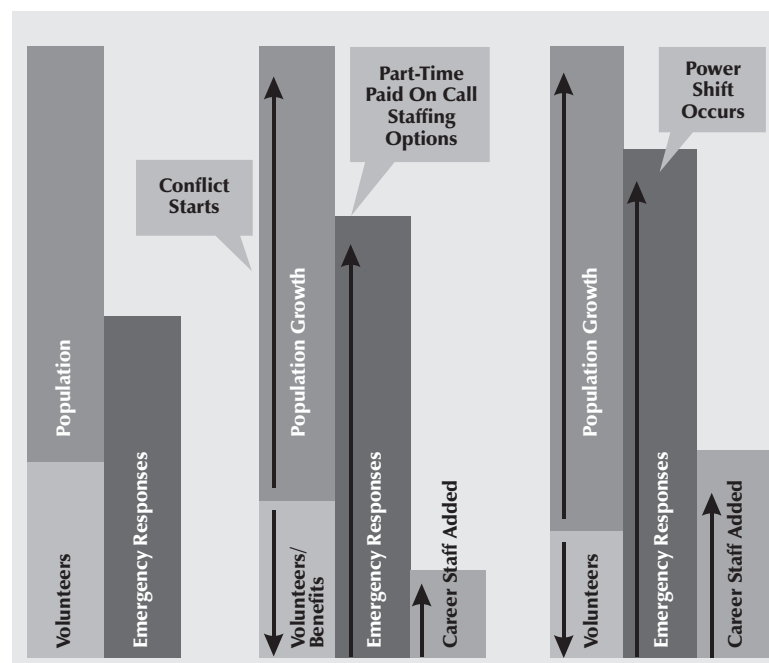 Population
Volunteers
Emergency Responses
Conflict
Starts
Population Growth
Volunteers/
Benefits
Part-Time
Paid On Call
Staffing
Options
Emergency Responses
Career Staff Added
Population Growth
Volunteers
Power
Shift
Occurs
Emergency Responses
Career Staff Added